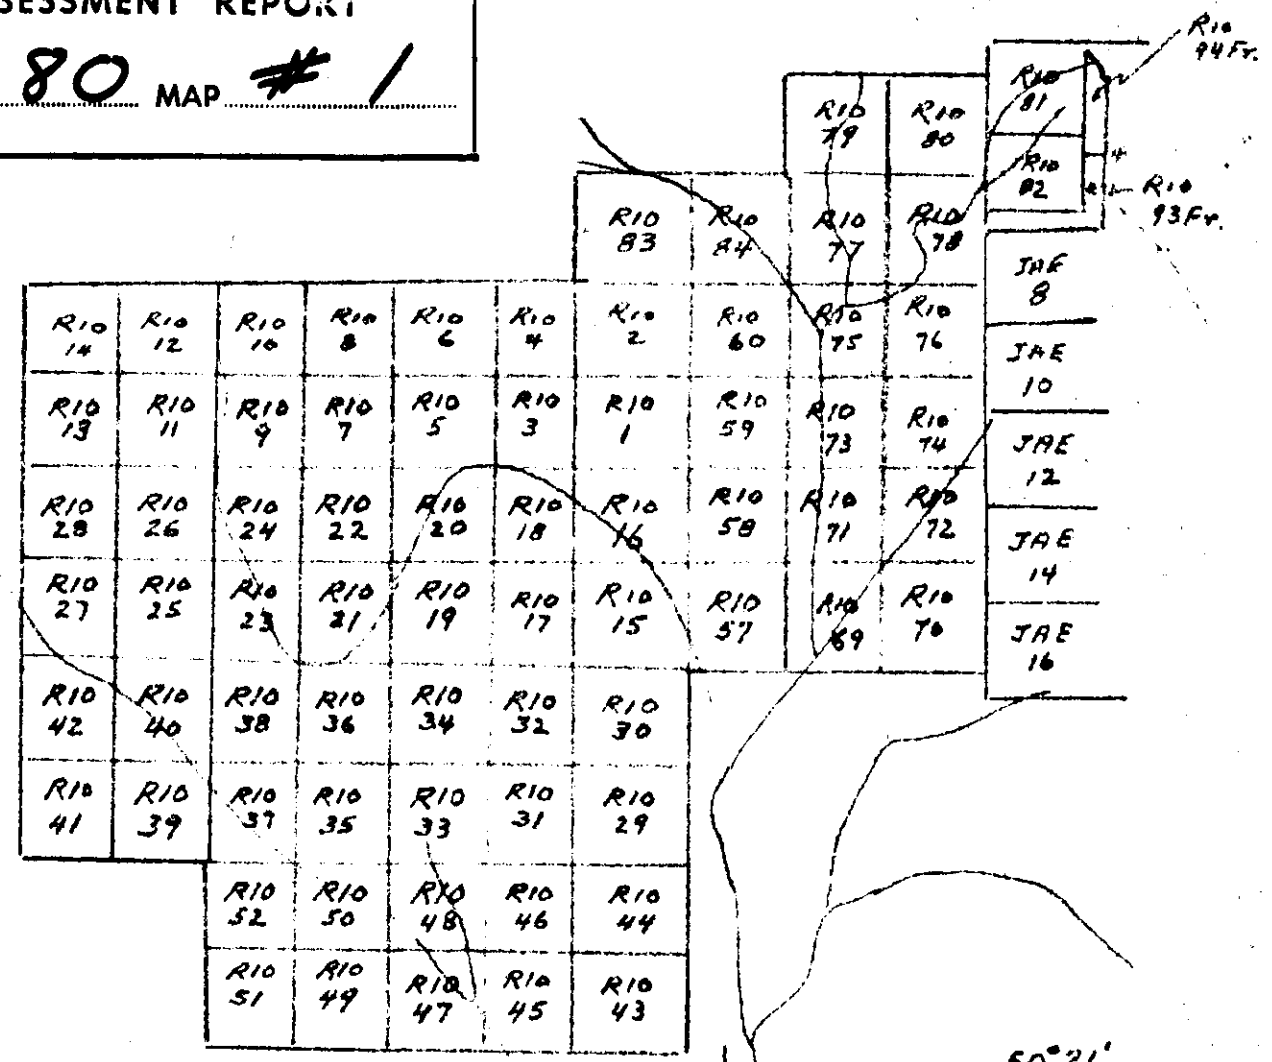 SESSMENT REPORT
80 MAP # 1
R10
94 Fr.
R10
81
R10
79
R10
80
R10
82
R10
93 Fr.
R10
83
R10
84
R10
77
R10
78
JAE
8
R10
14
R10
12
R10
10
R10
8
R10
6
R10
4
R10
2
R10
60
R10
75
R10
76
JAE
10
R10
13
R10
11
R10
9
R10
7
R10
5
R10
3
R10
1
R10
59
R10
73
R10
74
JAE
12
R10
28
R10
26
R10
24
R10
22
R10
20
R10
18
R10
16
R10
58
R10
71
R10
72
JAE
14
R10
27
R10
25
R10
23
R10
21
R10
19
R10
17
R10
15
R10
57
R10
69
R10
70
JAE
16
R10
42
R10
40
R10
38
R10
36
R10
34
R10
32
R10
30
R10
41
R10
39
R10
37
R10
35
R10
33
R10
31
R10
29
R10
52
R10
50
R10
48
R10
46
R10
44
R10
51
R10
49
R10
47
R10
45
R10
43
50°21'